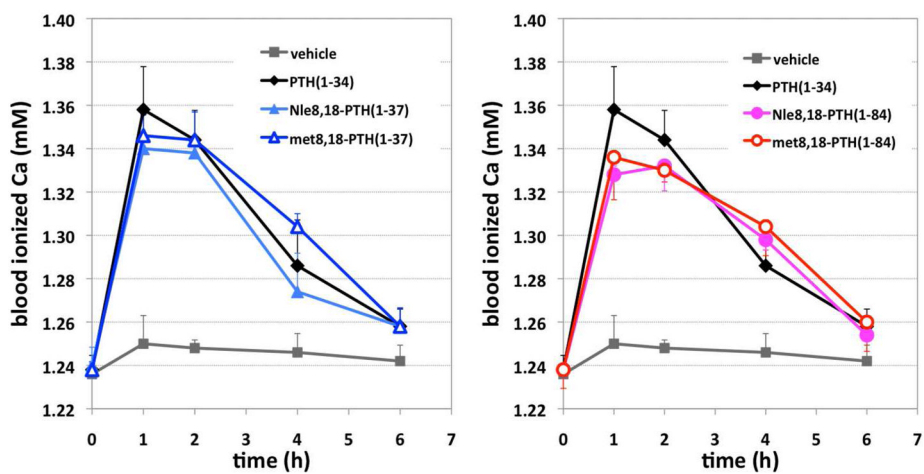 1.40
1.38
1.36
1.34
1.32
1.30
1.28
1.26
1.24
1.22
blood ionized Ca (mM)
vehicle
PTH(1-34)
Nle8,18-PTH(1-37)
met8,18-PTH(1-37)
0 1 2 3 4 5 6 7
time (h)
1.40
1.38
1.36
1.34
1.32
1.30
1.28
1.26
1.24
1.22
blood ionized Ca (mM)
vehicle
PTH(1-34)
Nle8,18-PTH(1-84)
met8,18-PTH(1-84)
0 1 2 3 4 5 6 7
time (h)